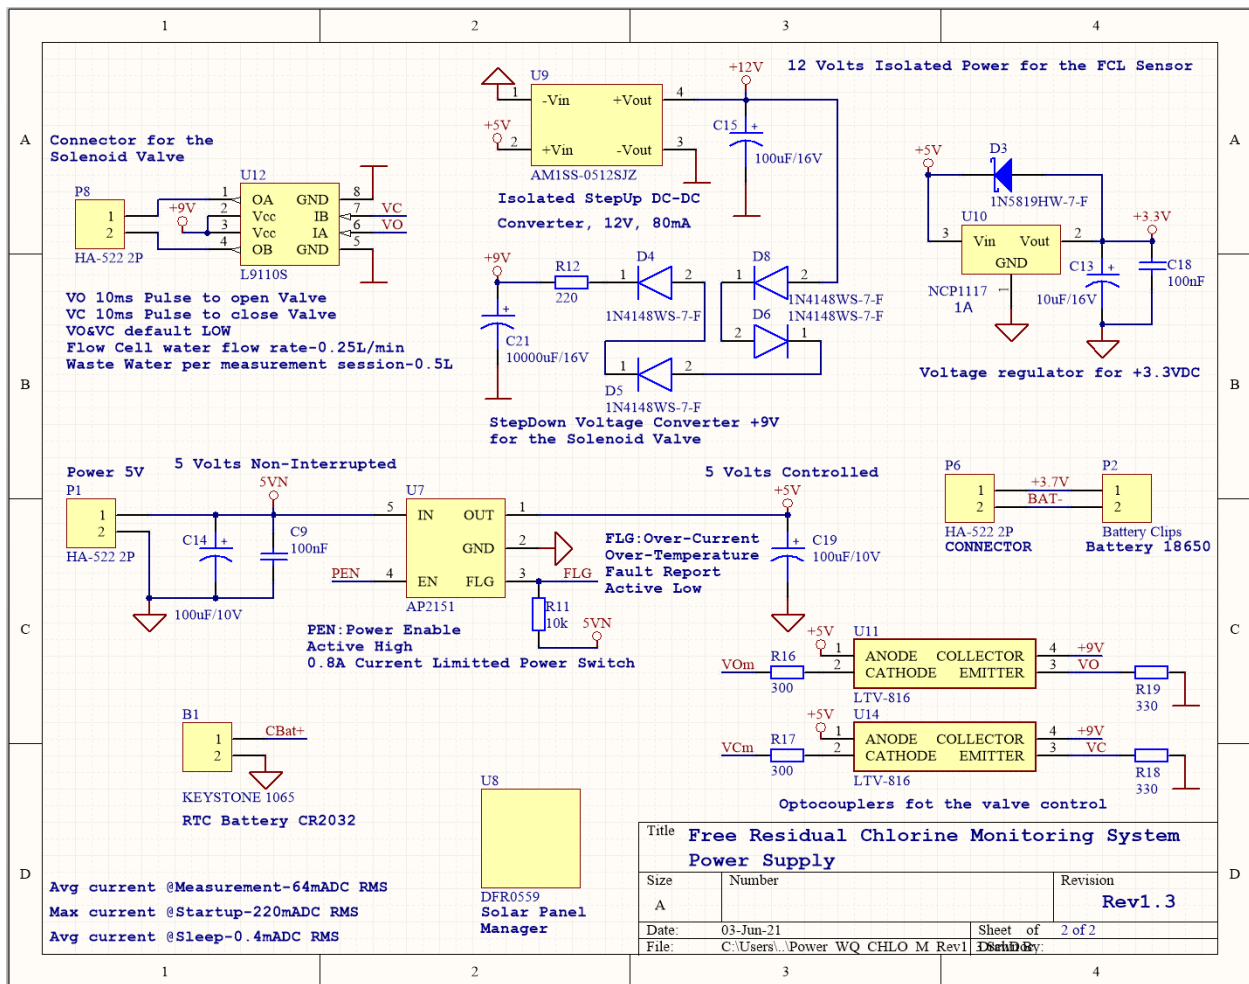 1 2 3 4
A
12 Volts Isolated Power for the FCL Sensor
+12V
U9
1 -Vin +Vout 4
+5V
2 +Vin -Vout 3
AM1SS-0512SJZ
Isolated StepUp DC-DC
Converter, 12V, 80mA
C15 +
100uF/16V
Connector for the
Solenoid Valve
P8
1
2
HA-522 2P
+9V
U12
1 OA GND 8
2 Vcc IB 7 VC
3 Vcc IA 6 VO
4 OB GND 5
L9110S
+5V
D3
1N5819HW-7-F
U10
3 Vin Vout 2
GND
1
NCP1117
1A
+3.3V
C13 +
10uF/16V
C18
100nF
Voltage regulator for +3.3VDC
A
B
VO 10ms Pulse to open Valve
VC 10ms Pulse to close Valve
VO&VC default LOW
Flow Cell water flow rate-0.25L/min
Waste Water per measurement session-0.5L
+9V
R12
220
C21 +
10000uF/16V
D4
1 2
1N4148WS-7-F
D8
1 2
1N4148WS-7-F
1N4148WS-7-F
D6
2 1
D5
1 2
1N4148WS-7-F
StepDown Voltage Converter +9V
for the Solenoid Valve
B
Power 5V
5 Volts Non-Interrupted
5VN
P1
1
2
HA-522 2P
C14 +
100uF/10V
C9
100nF
U7
5 IN OUT 1
GND 2
PEN 4 EN FLG 3 FLG
AP2151
R11
10k
5VN
5 Volts Controlled
+5V
C19 +
100uF/10V
FLG:Over-Current
Over-Temperature
Fault Report
Active Low
PEN:Power Enable
Active High
0.8A Current Limitted Power Switch
P6
1
2
HA-522 2P
CONNECTOR
+3.7V
BAT-
P2
1
2
Battery Clips
Battery 18650
C
C
+5V
U11
VOm R16
300
1 ANODE COLLECTOR 4 +9V
2 CATHODE EMITTER 3 VO
LTV-816
R19
330
+5V
U14
VCm R17
300
1 ANODE COLLECTOR 4 +9V
2 CATHODE EMITTER 3 VC
LTV-816
R18
330
Optocouplers fot the valve control
B1
1 CBat+
2
KEYSTONE 1065
RTC Battery CR2032
U8
DFR0559
Solar Panel
Manager
D
Avg current @Measurement-64mADC RMS
Max current @Startup-220mADC RMS
Avg current @Sleep-0.4mADC RMS
Title Free Residual Chlorine Monitoring System
Power Supply
Size Number Revision
A Rev1.3
Date: 03-Jun-21 Sheet of 2 of 2
File: C:\Users\..\Power WQ CHLO M Rev1
D
1 2 3 4